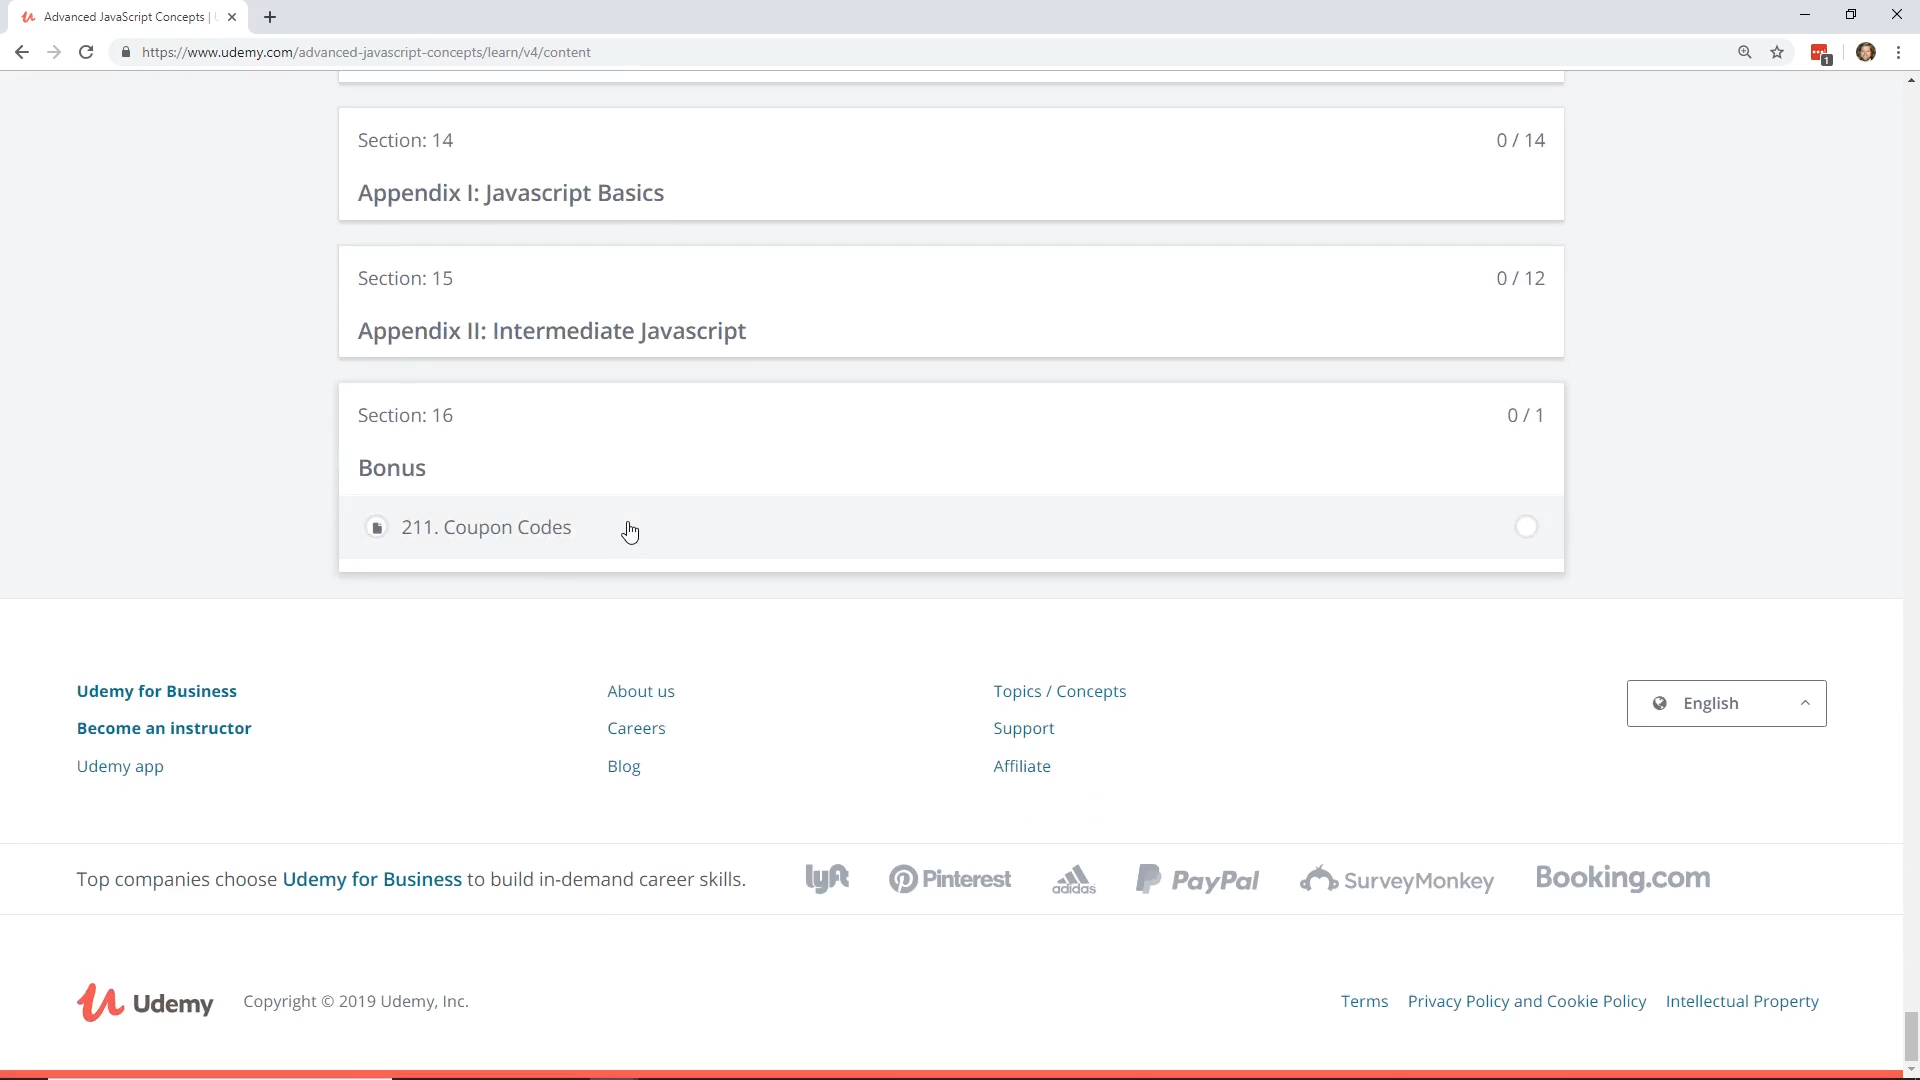 Advanced JavaScript Concepts |
https://www.udemy.com/advanced-javascript-concepts/learn/v4/content
1
Section: 14
0 / 14
Appendix I: Javascript Basics
Section: 15
0 / 12
Appendix II: Intermediate Javascript
Section: 16
0 / 1
Bonus
211. Coupon Codes
Udemy for Business
About us
Topics / Concepts
English
Become an instructor
Careers
Support
Udemy app
Blog
Affiliate
Top companies choose Udemy for Business to build in-demand career skills.
lyft
Pinterest
adidas
PayPal
SurveyMonkey
Booking.com
Udemy
Copyright © 2019 Udemy, Inc.
Terms
Privacy Policy and Cookie Policy
Intellectual Property